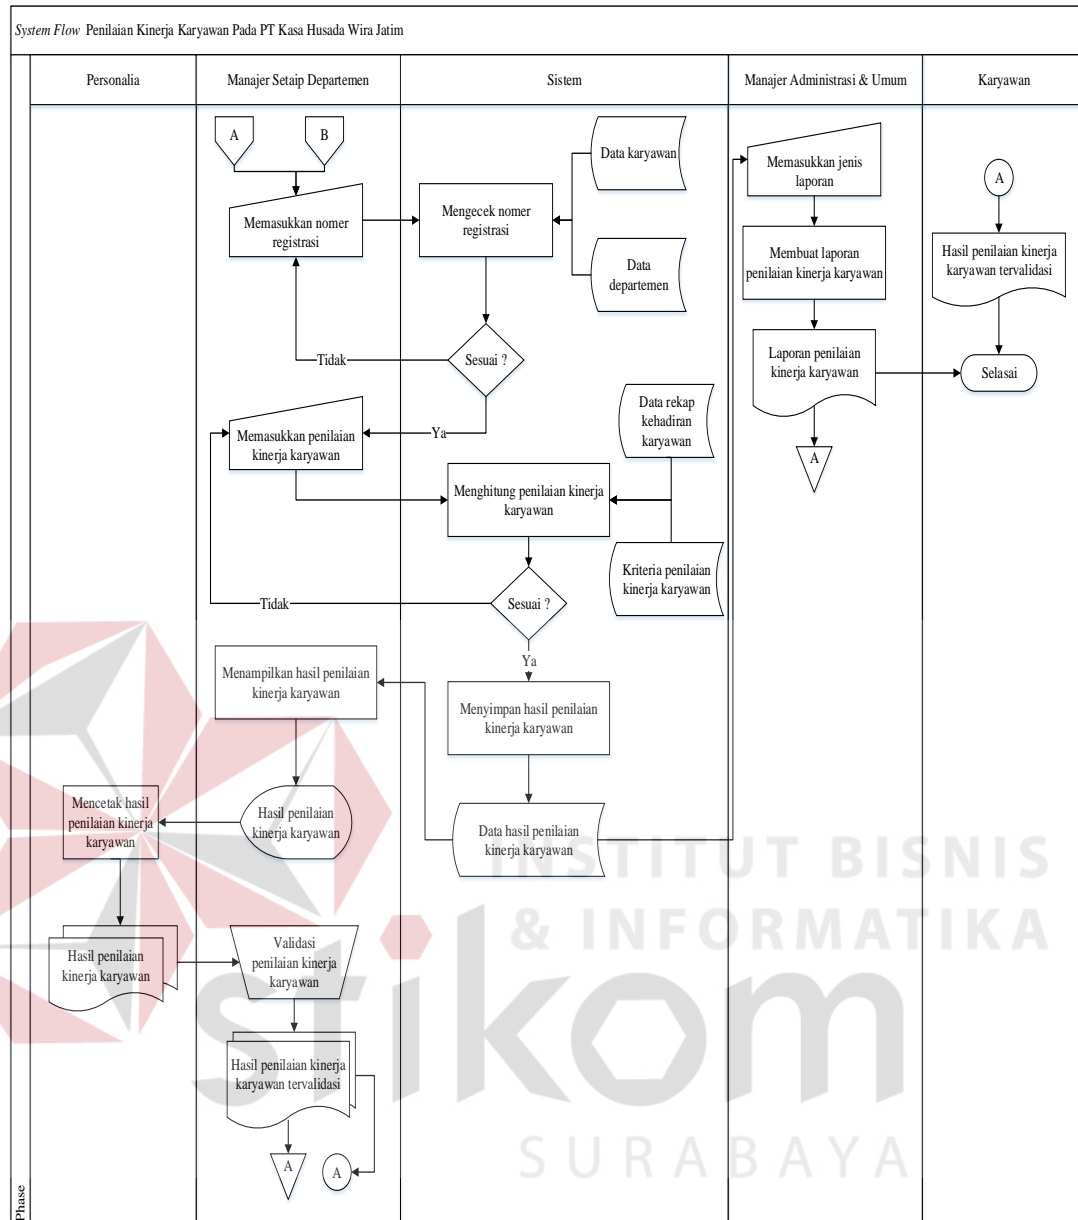 System Flow Penilaian Kinerja Karyawan Pada PT Kasa Husada Wira Jatim
Personalia
Manajer Setaip Departemen
Sistem
Manajer Administrasi & Umum
Karyawan
A
B
Memasukkan nomer
registrasi
Mengecek nomer
registrasi
Data karyawan
Data
departemen
Sesuai ?
Tidak
Ya
Memasukkan penilaian
kinerja karyawan
Data rekap
kehadiran
karyawan
Menghitung penilaian kinerja
karyawan
Kriteria penilaian
kinerja karyawan
Sesuai ?
Tidak
Ya
Menampilkan hasil penilaian
kinerja karyawan
Menyimpan hasil penilaian
kinerja karyawan
Data hasil penilaian
kinerja karyawan
Hasil penilaian
kinerja karyawan
Mencetak hasil
penilaian kinerja
karyawan
Hasil penilaian
kinerja karyawan
Validasi
penilaian kinerja
karyawan
Hasil penilaian kinerja
karyawan tervalidasi
A
A
Memasukkan jenis
laporan
Membuat laporan
penilaian kinerja karyawan
Laporan penilaian
kinerja karyawan
A
A
Hasil penilaian kinerja
karyawan tervalidasi
Selasai
Phase
INSTITUT BISNIS
& INFORMATIKA
stikom
SURABAYA